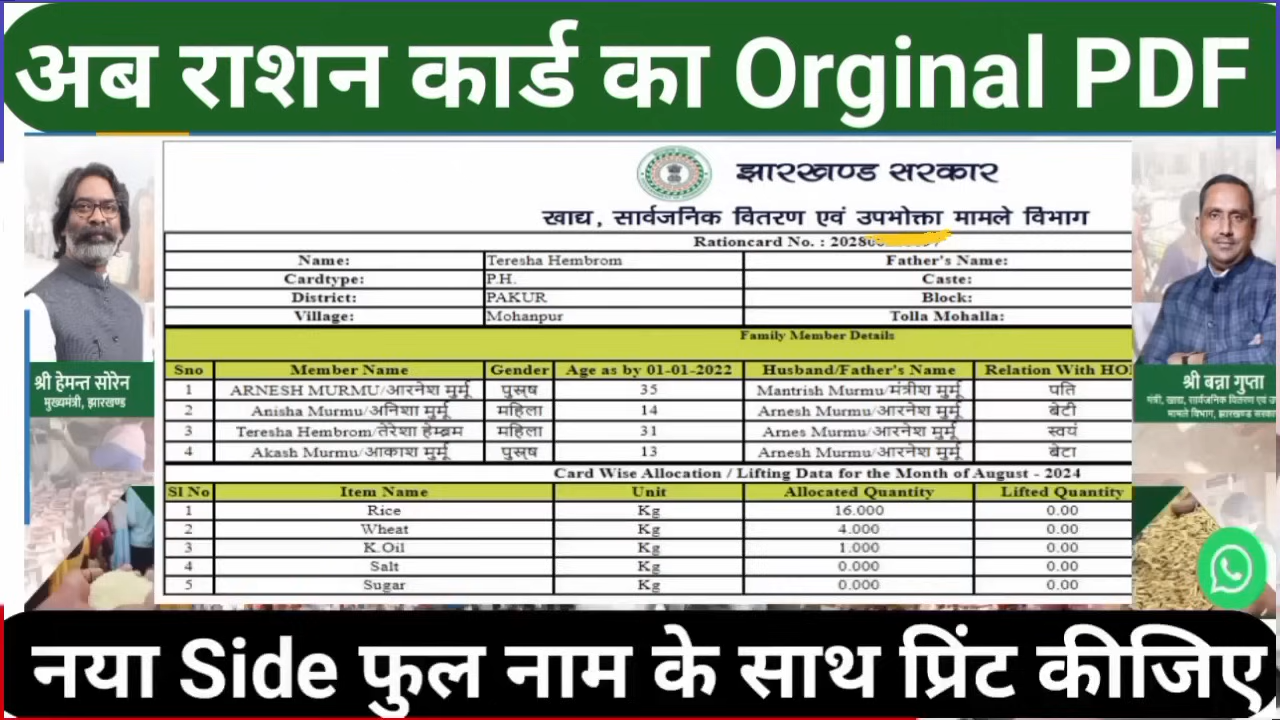 अब राशन कार्ड का Orginal PDF
झारखण्ड सरकार
खाद्य, सार्वजनिक वितरण एवं उपभोक्ता मामले विभाग
Rationcard No. : 2028
Name: Teresha Hembrom Father's Name:
Cardtype: P.H. Caste:
District: PAKUR Block:
Village: Mohanpur Tolla Mohalla:
Family Member Details
Sno Member Name Gender Age as by 01-01-2022 Husband/Father's Name Relation With HO
1 ARNESH MURMU/आरनेश मुर्मू पुरुष 35 Mantrish Murmu/मंत्रीश मुर्मू पति
2 Anisha Murmu/अनिशा मुर्मू महिला 14 Arnesh Murmu/आरनेश मुर्मू बेटी
3 Teresha Hembrom/तेरेशा हेम्ब्रम महिला 31 Arnes Murmu/आरनेश मुर्मू स्वयं
4 Akash Murmu/आकाश मुर्मू पुरुष 13 Arnesh Murmu/आरनेश मुर्मू बेटा
Card Wise Allocation / Lifting Data for the Month of August - 2024
Sl No Item Name Unit Allocated Quantity Lifted Quantity
1 Rice Kg 16.000 0.00
2 Wheat Kg 4.000 0.00
3 K.Oil Kg 1.000 0.00
4 Salt Kg 0.000 0.00
5 Sugar Kg 0.000 0.00
श्री हेमन्त सोरेन
मुख्यमंत्री, झारखण्ड
श्री बन्ना गुप्ता
मंत्री, खाद्य, सार्वजनिक वितरण एवं
मामले विभाग, झारखण्ड
नया Side फुल नाम के साथ प्रिंट कीजिए